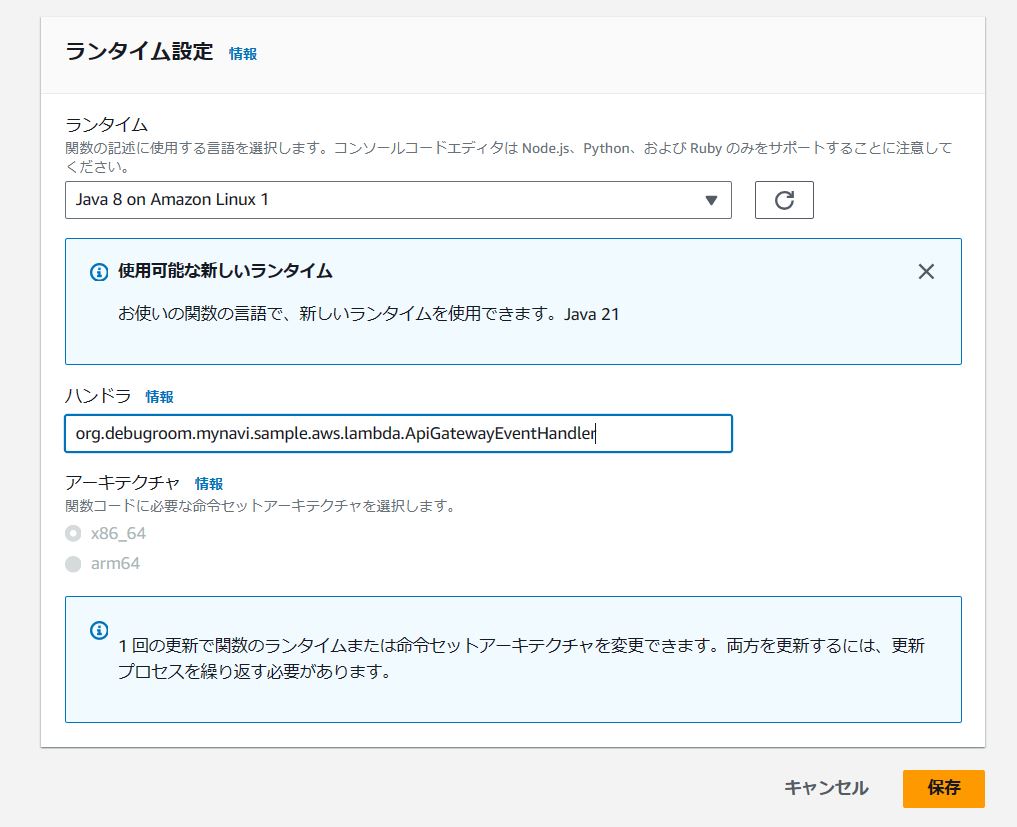 ランタイム設定 情報
ランタイム
関数の記述に使用する言語を選択します。コンソールコードエディタは Node.js、Python、および Ruby のみをサポートすることに注意して
ください。
Java 8 on Amazon Linux 1
使用可能な新しいランタイム
お使いの関数の言語で、新しいランタイムを使用できます。Java 21
ハンドラ 情報
org.debugroom.mynavi.sample.aws.lambda.ApiGatewayEventHandler
アーキテクチャ 情報
関数コードに必要な命令セットアーキテクチャを選択します。
x86_64
arm64
1 回の更新で関数のランタイムまたは命令セットアーキテクチャを変更できます。両方を更新するには、更新
プロセスを繰り返す必要があります。
キャンセル 保存